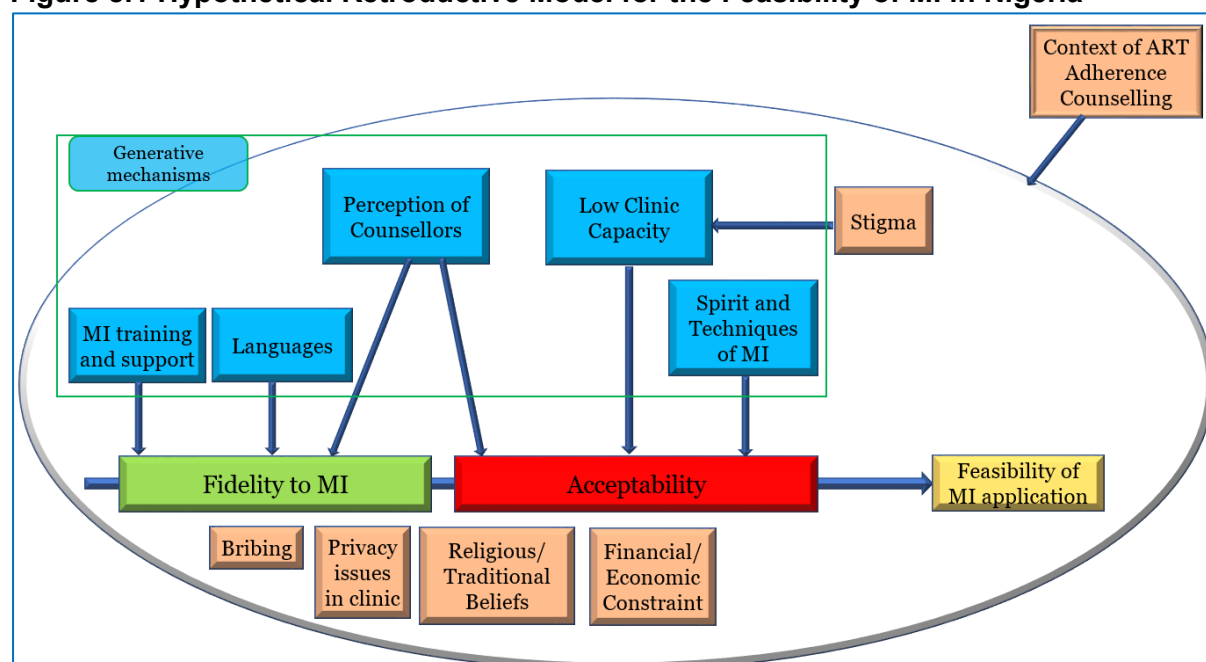 Figure Hypothetical Retroductive Model for the Feasibility of MI in Nigeria
Context of ART
Adherence
Counselling
Generative
mechanisms
Perception of
Counsellors
Low Clinic
Capacity
Stigma
MI training
and support
Languages
Spirit and
Techniques
of MI
Fidelity to MI
Acceptability
Feasibility of
MI application
Bribing
Privacy
issues
in clinic
Religious/
Traditional
Beliefs
Financial/
Economic
Constraint